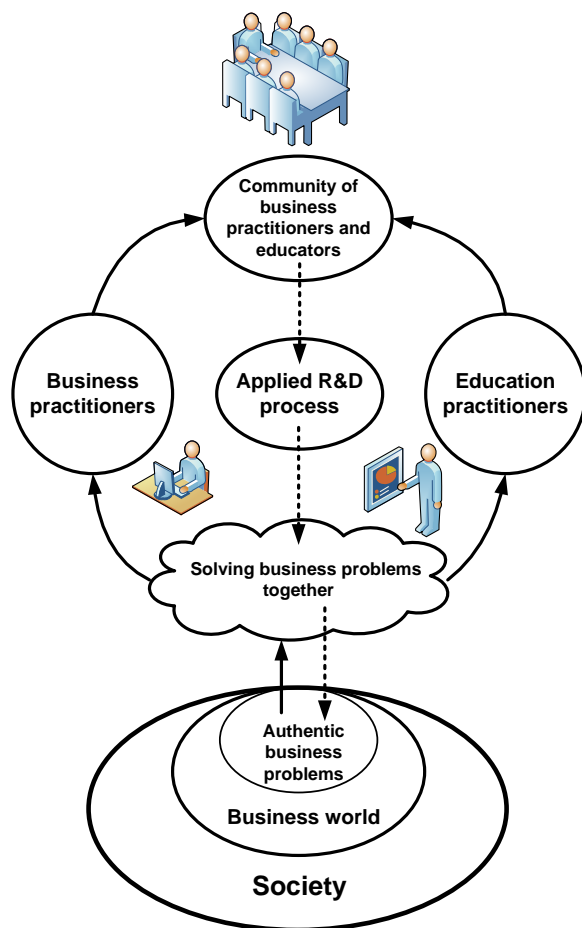 Community of
business
practitioners and
educators
Business
practitioners
Applied R&D
process
Education
practitioners
Solving business problems
together
Authentic
business
problems
Business world
Society